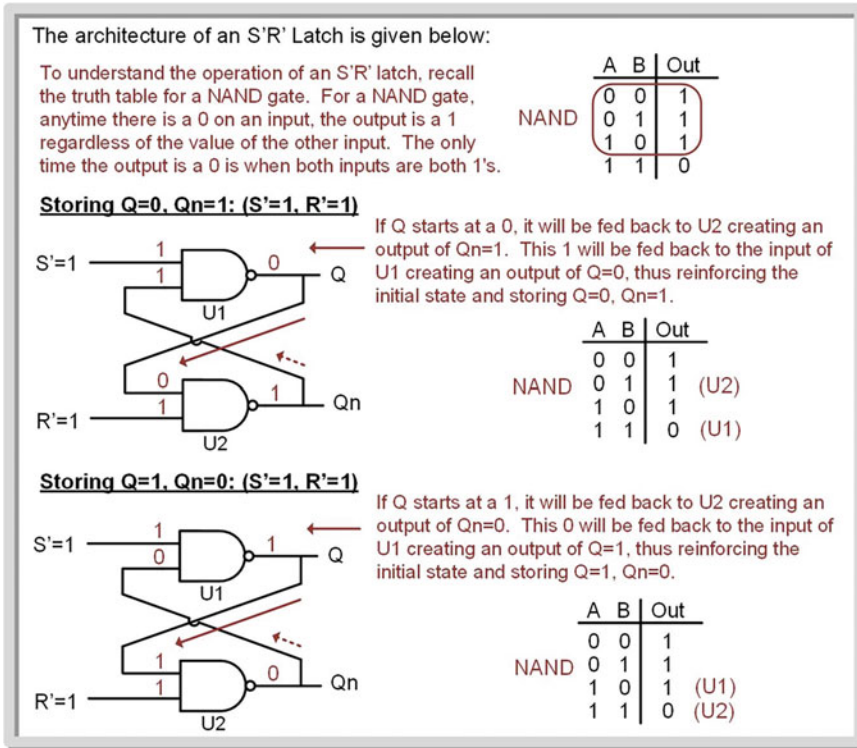 The architecture of an S'R' Latch is given below:
To understand the operation of an S'R' latch, recall
the truth table for a NAND gate. For a NAND gate,
anytime there is a 0 on an input, the output is a 1
regardless of the value of the other input. The only
time the output is a 0 is when both inputs are both 1's.
A B Out
0 0 1
NAND 0 1 1
1 0 1
1 1 0
Storing Q=0, Qn=1: (S'=1, R'=1)
S'=1
1
1
0
Q
U1
0
1
1
Qn
R'=1
U2
If Q starts at a 0, it will be fed back to U2 creating an
output of Qn=1. This 1 will be fed back to the input of
U1 creating an output of Q=0, thus reinforcing the
initial state and storing Q=0, Qn=1.
A B Out
0 0 1
NAND 0 1 1 (U2)
1 0 1
1 1 0 (U1)
Storing Q=1, Qn=0: (S'=1, R'=1)
S'=1
1
0
1
Q
U1
1
1
0
Qn
R'=1
U2
If Q starts at a 1, it will be fed back to U2 creating an
output of Qn=0. This 0 will be fed back to the input of
U1 creating an output of Q=1, thus reinforcing the
initial state and storing Q=1, Qn=0.
A B Out
0 0 1
NAND 0 1 1
1 0 1 (U1)
1 1 0 (U2)